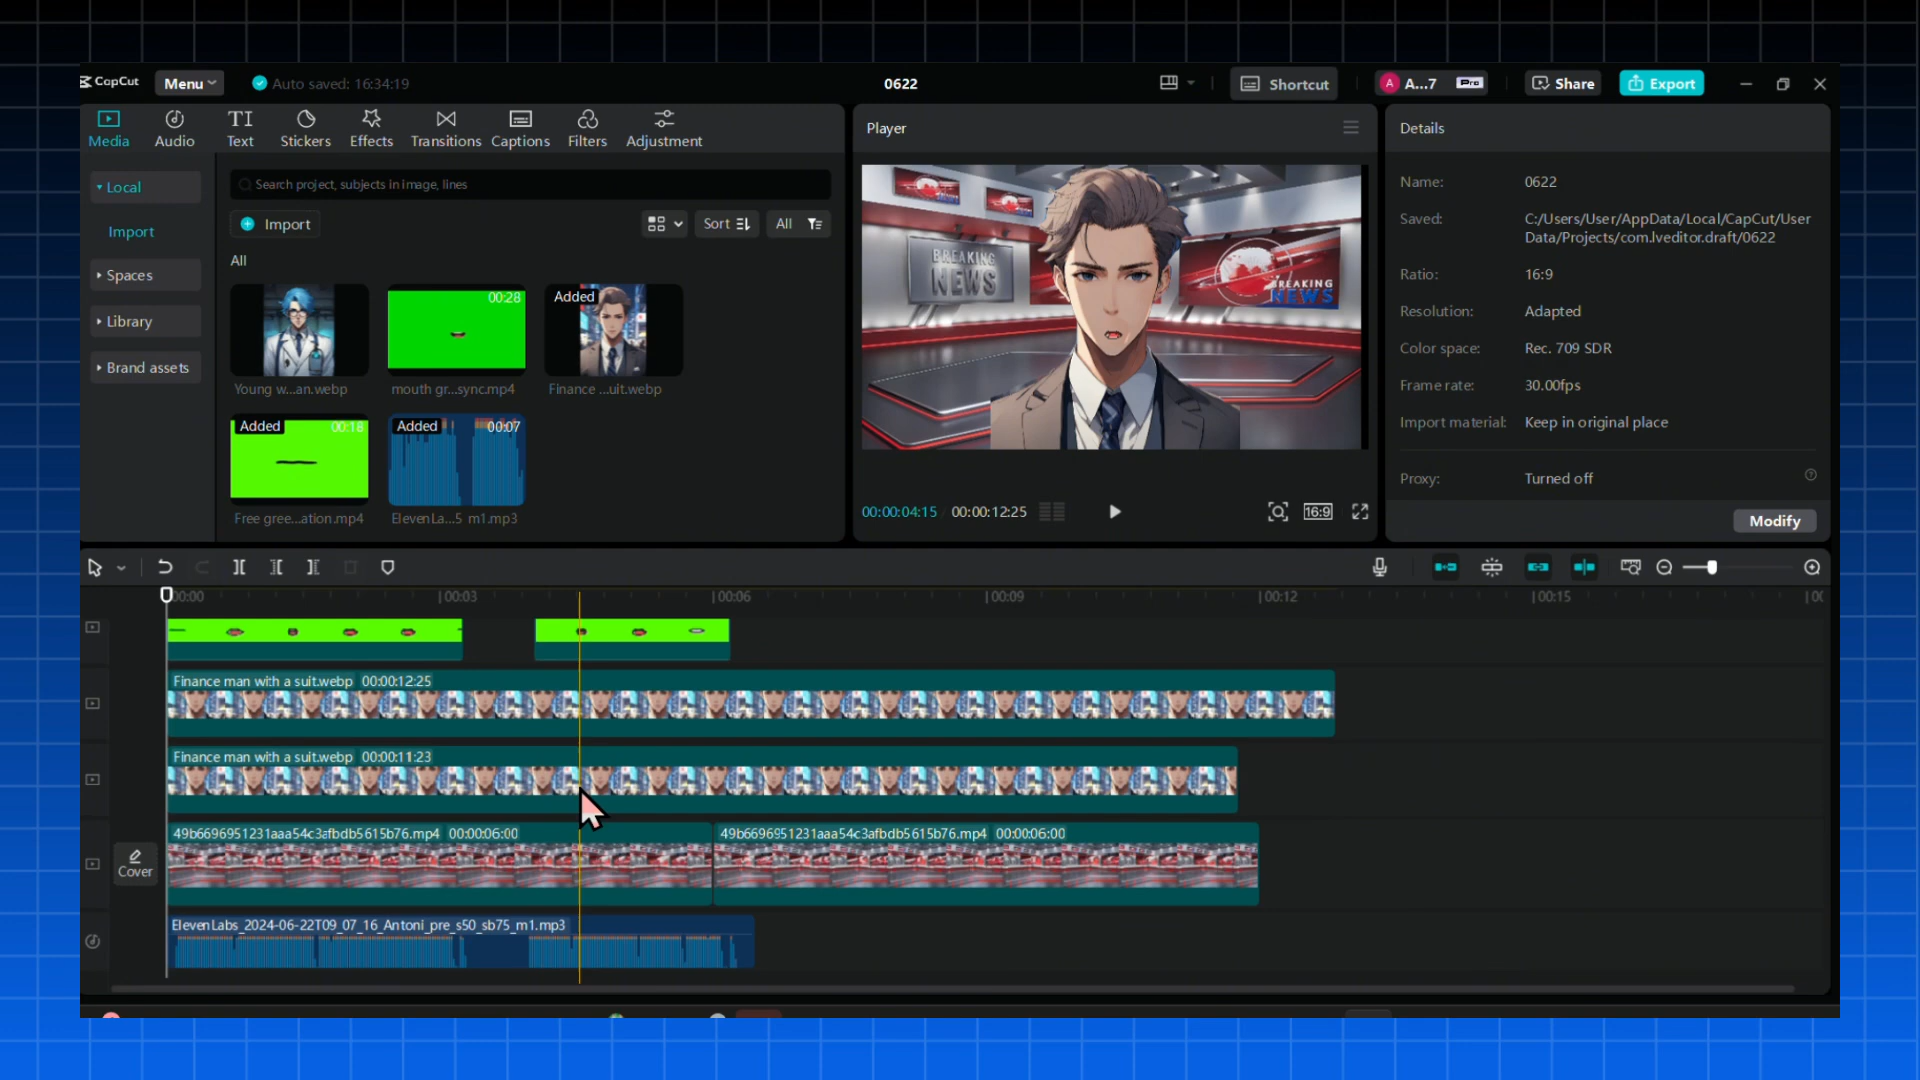 CapCut
Menu
Auto saved: 16:34:19
0622
Shortcut
A
A...7
Pro
Share
Export
Media
Audio
TI
Text
Stickers
Effects
Transitions
Captions
Filters
Adjustment
Local
Import
Spaces
Library
Brand assets
Search project, subjects in image, lines
Import
Sort
All
All
00:28
Added
Young w...an.webp
mouth gr...sync.mp4
Finance ...uit.webp
Added
00:18
Added
00:07
Free gree...ation.mp4
ElevenLa...5 m1.mp3
Player
BREAKING
NEWS
BREAKING
NEWS
00:00:04:15
00:00:12:25
16:9
Details
Name:
0622
Saved:
C:/Users/User/AppData/Local/CapCut/User
Data/Projects/com.lveditor.draft/0622
Ratio:
16:9
Resolution:
Adapted
Color space:
Rec. 709 SDR
Frame rate:
30.00fps
Import material:
Keep in original place
Proxy:
Turned off
Modify
00:00
00:03
00:06
00:09
00:12
00:15
Finance man with a suit.webp 00:00:12:25
Finance man with a suit.webp 00:00:11:23
49b6696951231aaa54c3afbdb5615b76.mp4 00:00:06:00
49b6696951231aaa54c3afbdb5615b76.mp4 00:00:06:00
Cover
ElevenLabs_2024-06-22T09_07_16_Antoni_pre_s50_sb75_m1.mp3